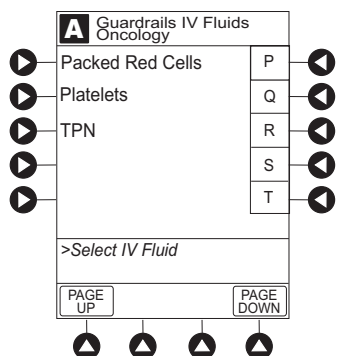 A Guardrails IV Fluids
Oncology
Packed Red Cells P
Platelets Q
TPN R
S
T
>Select IV Fluid
PAGE UP PAGE DOWN